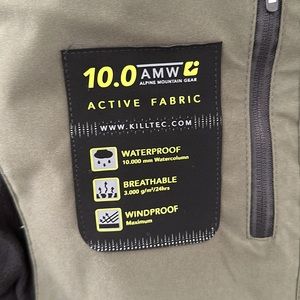 10.0 AMW
ALPINE MOUNTAIN GEAR
ACTIVE FABRIC
WWW.KILLTEC.COM
WATERPROOF
10.000 mm Watercolumn
BREATHABLE
3.000 g/m²/24hrs
WINDPROOF
Maximum